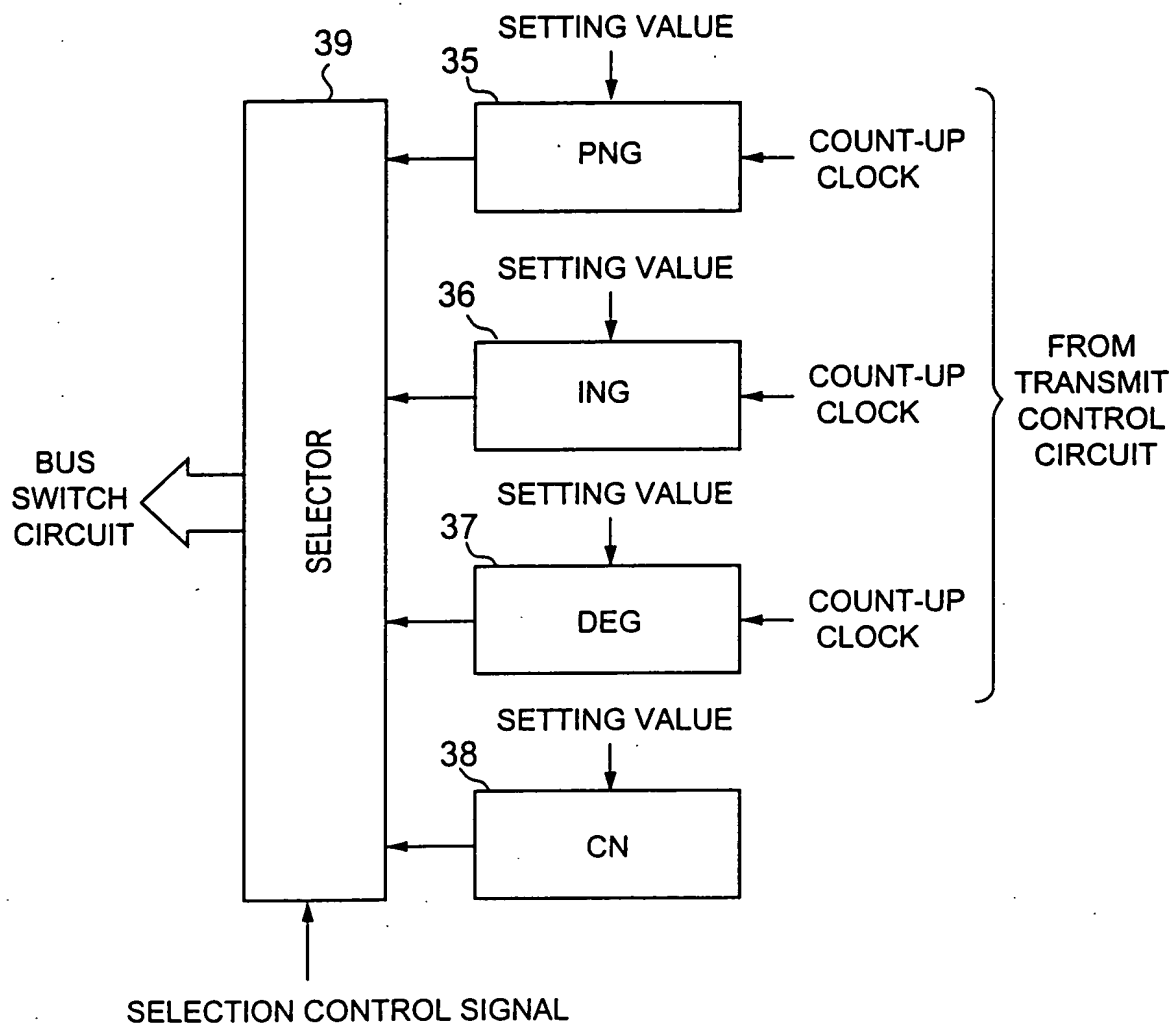 SETTING VALUE
39
35
PNG
COUNT-UP
CLOCK
SETTING VALUE
36
ING
COUNT-UP
CLOCK
FROM
TRANSMIT
CONTROL
CIRCUIT
BUS
SWITCH
CIRCUIT
SELECTOR
SETTING VALUE
37
DEG
COUNT-UP
CLOCK
SETTING VALUE
38
CN
SELECTION CONTROL SIGNAL